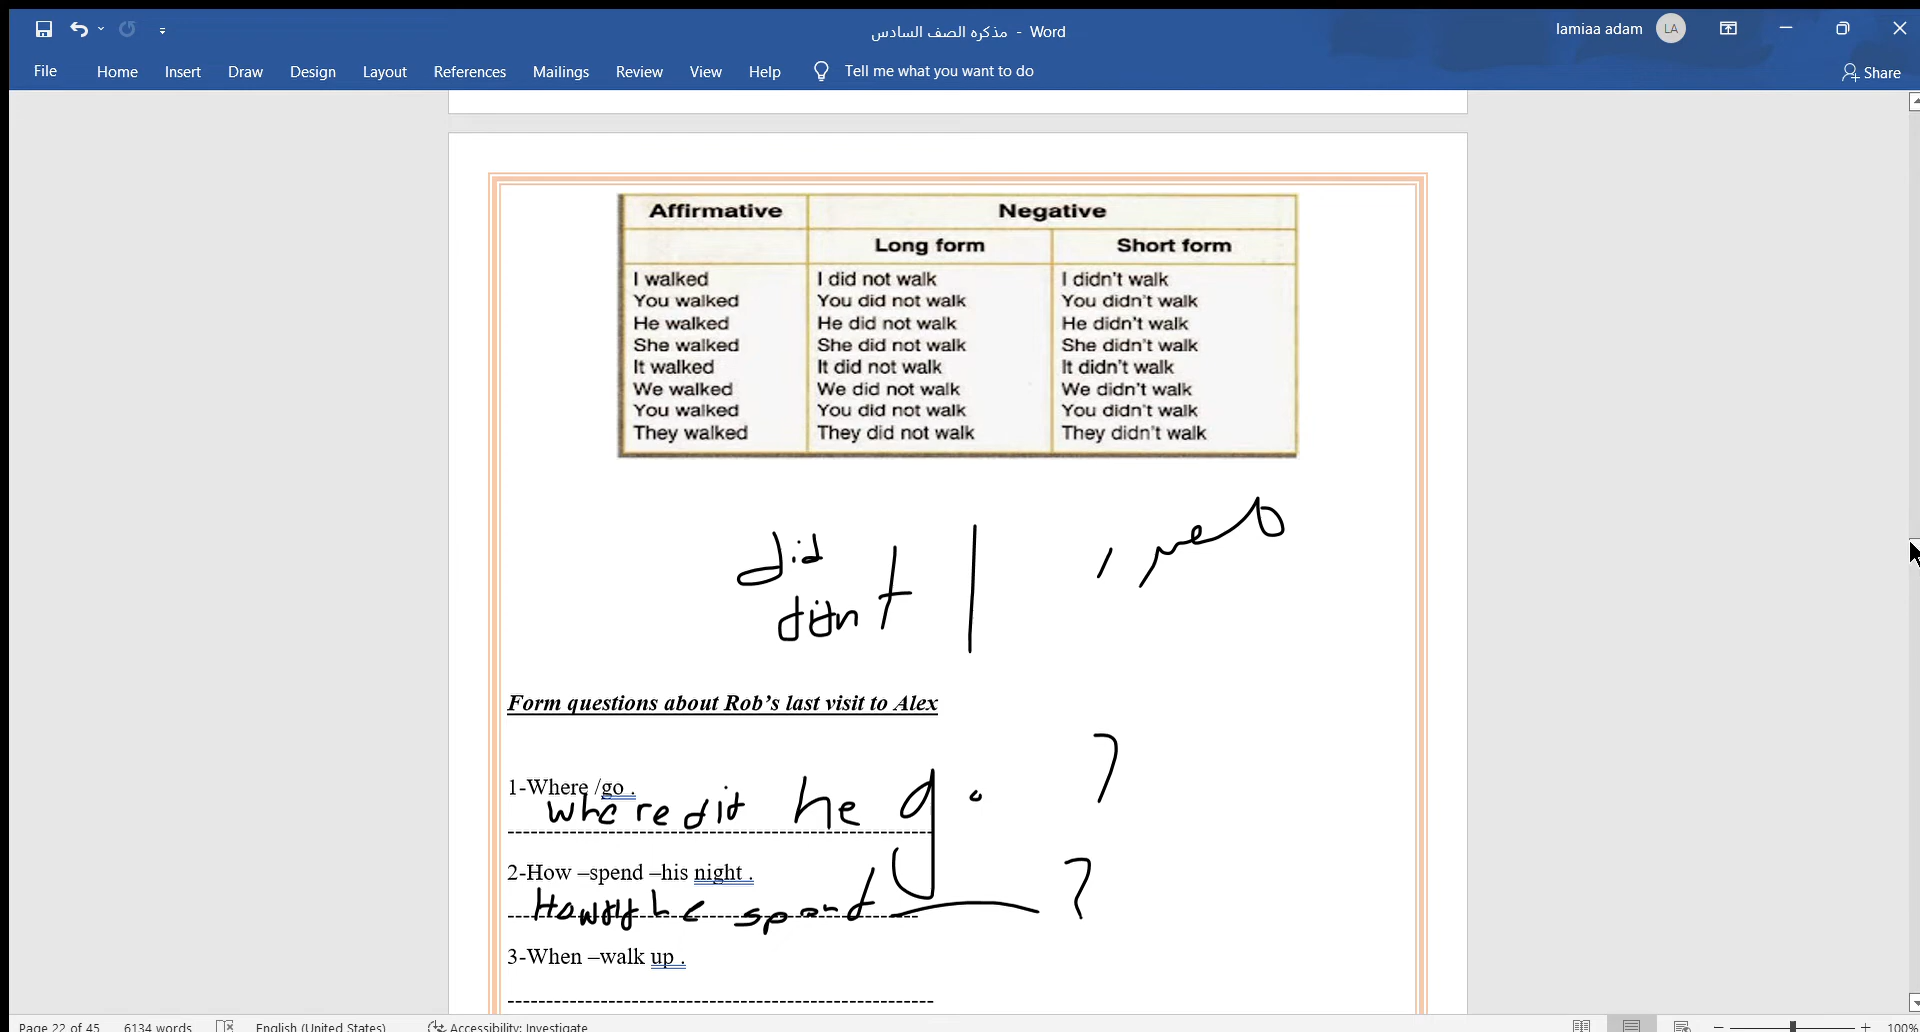 مذكره الصف السادس - Word
lamiaa adam
LA
File Home Insert Draw Design Layout References Mailings Review View Help Tell me what you want to do Share
Affirmative Negative
Long form Short form
I walked I did not walk I didn't walk
You walked You did not walk You didn't walk
He walked He did not walk He didn't walk
She walked She did not walk She didn't walk
It walked It did not walk It didn't walk
We walked We did not walk We didn't walk
You walked You did not walk You didn't walk
They walked They did not walk They didn't walk
did
didn't
Form questions about Rob's last visit to Alex
1-Where /go .
where did he go ?
2-How –spend –his night .
How he spend ?
3-When –walk up .
Page 22 of 45 6134 words English (United States) Accessibility: Investigate 100%